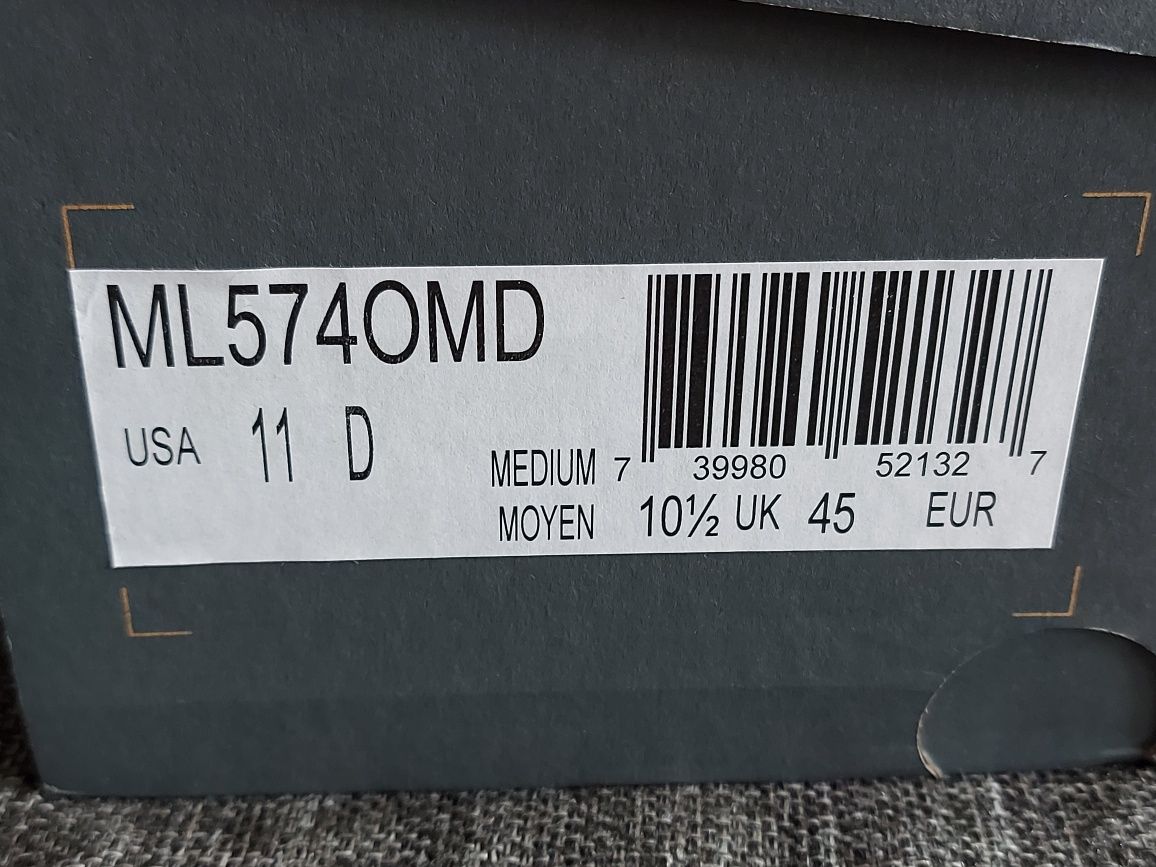 ML574OMD
USA 11 D
7 39980 52132 7
MEDIUM
MOYEN 10½ UK 45 EUR